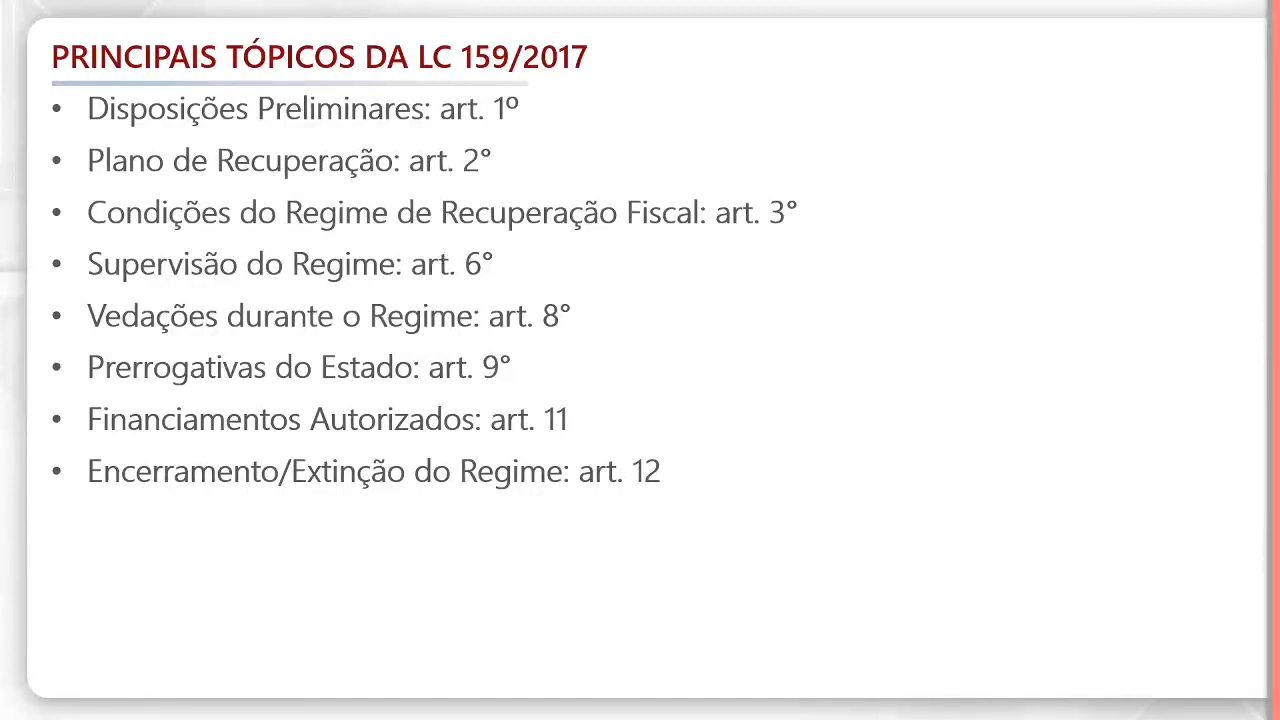 PRINCIPAIS TÓPICOS DA LC 159/2017
• Disposições Preliminares: art. 1º
• Plano de Recuperação: art. 2°
• Condições do Regime de Recuperação Fiscal: art. 3°
• Supervisão do Regime: art. 6°
• Vedações durante o Regime: art. 8°
• Prerrogativas do Estado: art. 9°
• Financiamentos Autorizados: art. 11
• Encerramento/Extinção do Regime: art. 12